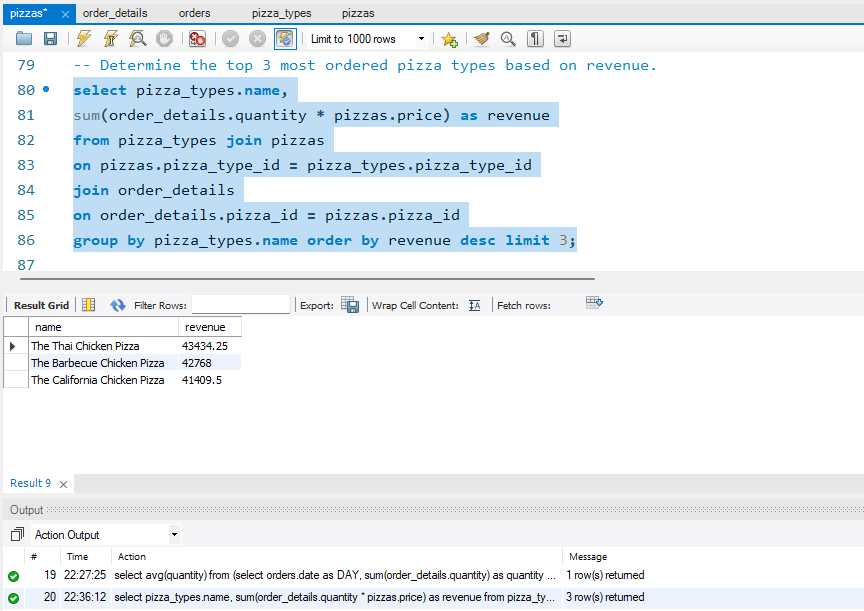 pizzas* order_details orders pizza_types pizzas
Limit to 1000 rows
79 -- Determine the top 3 most ordered pizza types based on revenue.
80 select pizza_types.name,
81 sum(order_details.quantity * pizzas.price) as revenue
82 from pizza_types join pizzas
83 on pizzas.pizza_type_id = pizza_types.pizza_type_id
84 join order_details
85 on order_details.pizza_id = pizzas.pizza_id
86 group by pizza_types.name order by revenue desc limit 3;
87
Result Grid Filter Rows: Export: Wrap Cell Content: IA Fetch rows:
name revenue
The Thai Chicken Pizza 43434.25
The Barbecue Chicken Pizza 42768
The California Chicken Pizza 41409.5
Result 9
Output
Action Output
# Time Action Message
19 22:27:25 select avg(quantity) from (select orders.date as DAY, sum(order_details.quantity) as quantity ... 1 row(s) returned
20 22:36:12 select pizza_types.name, sum(order_details.quantity * pizzas.price) as revenue from pizza_ty... 3 row(s) returned